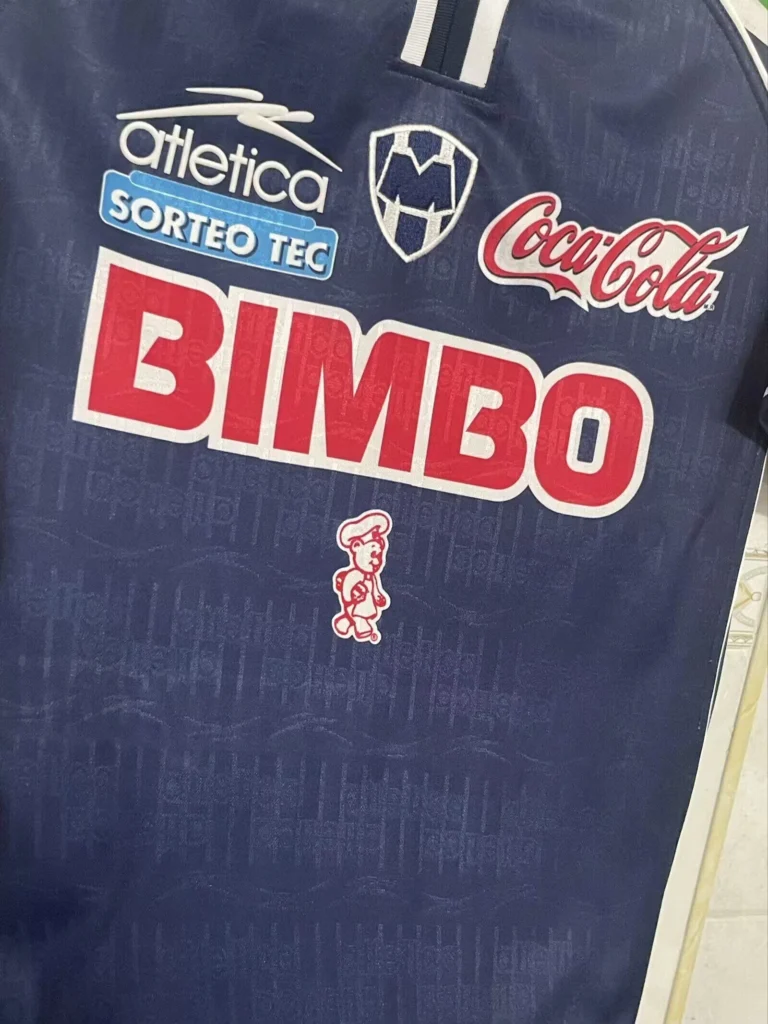 atletica
SORTEO TEC
M
Coca-Cola
BIMBO